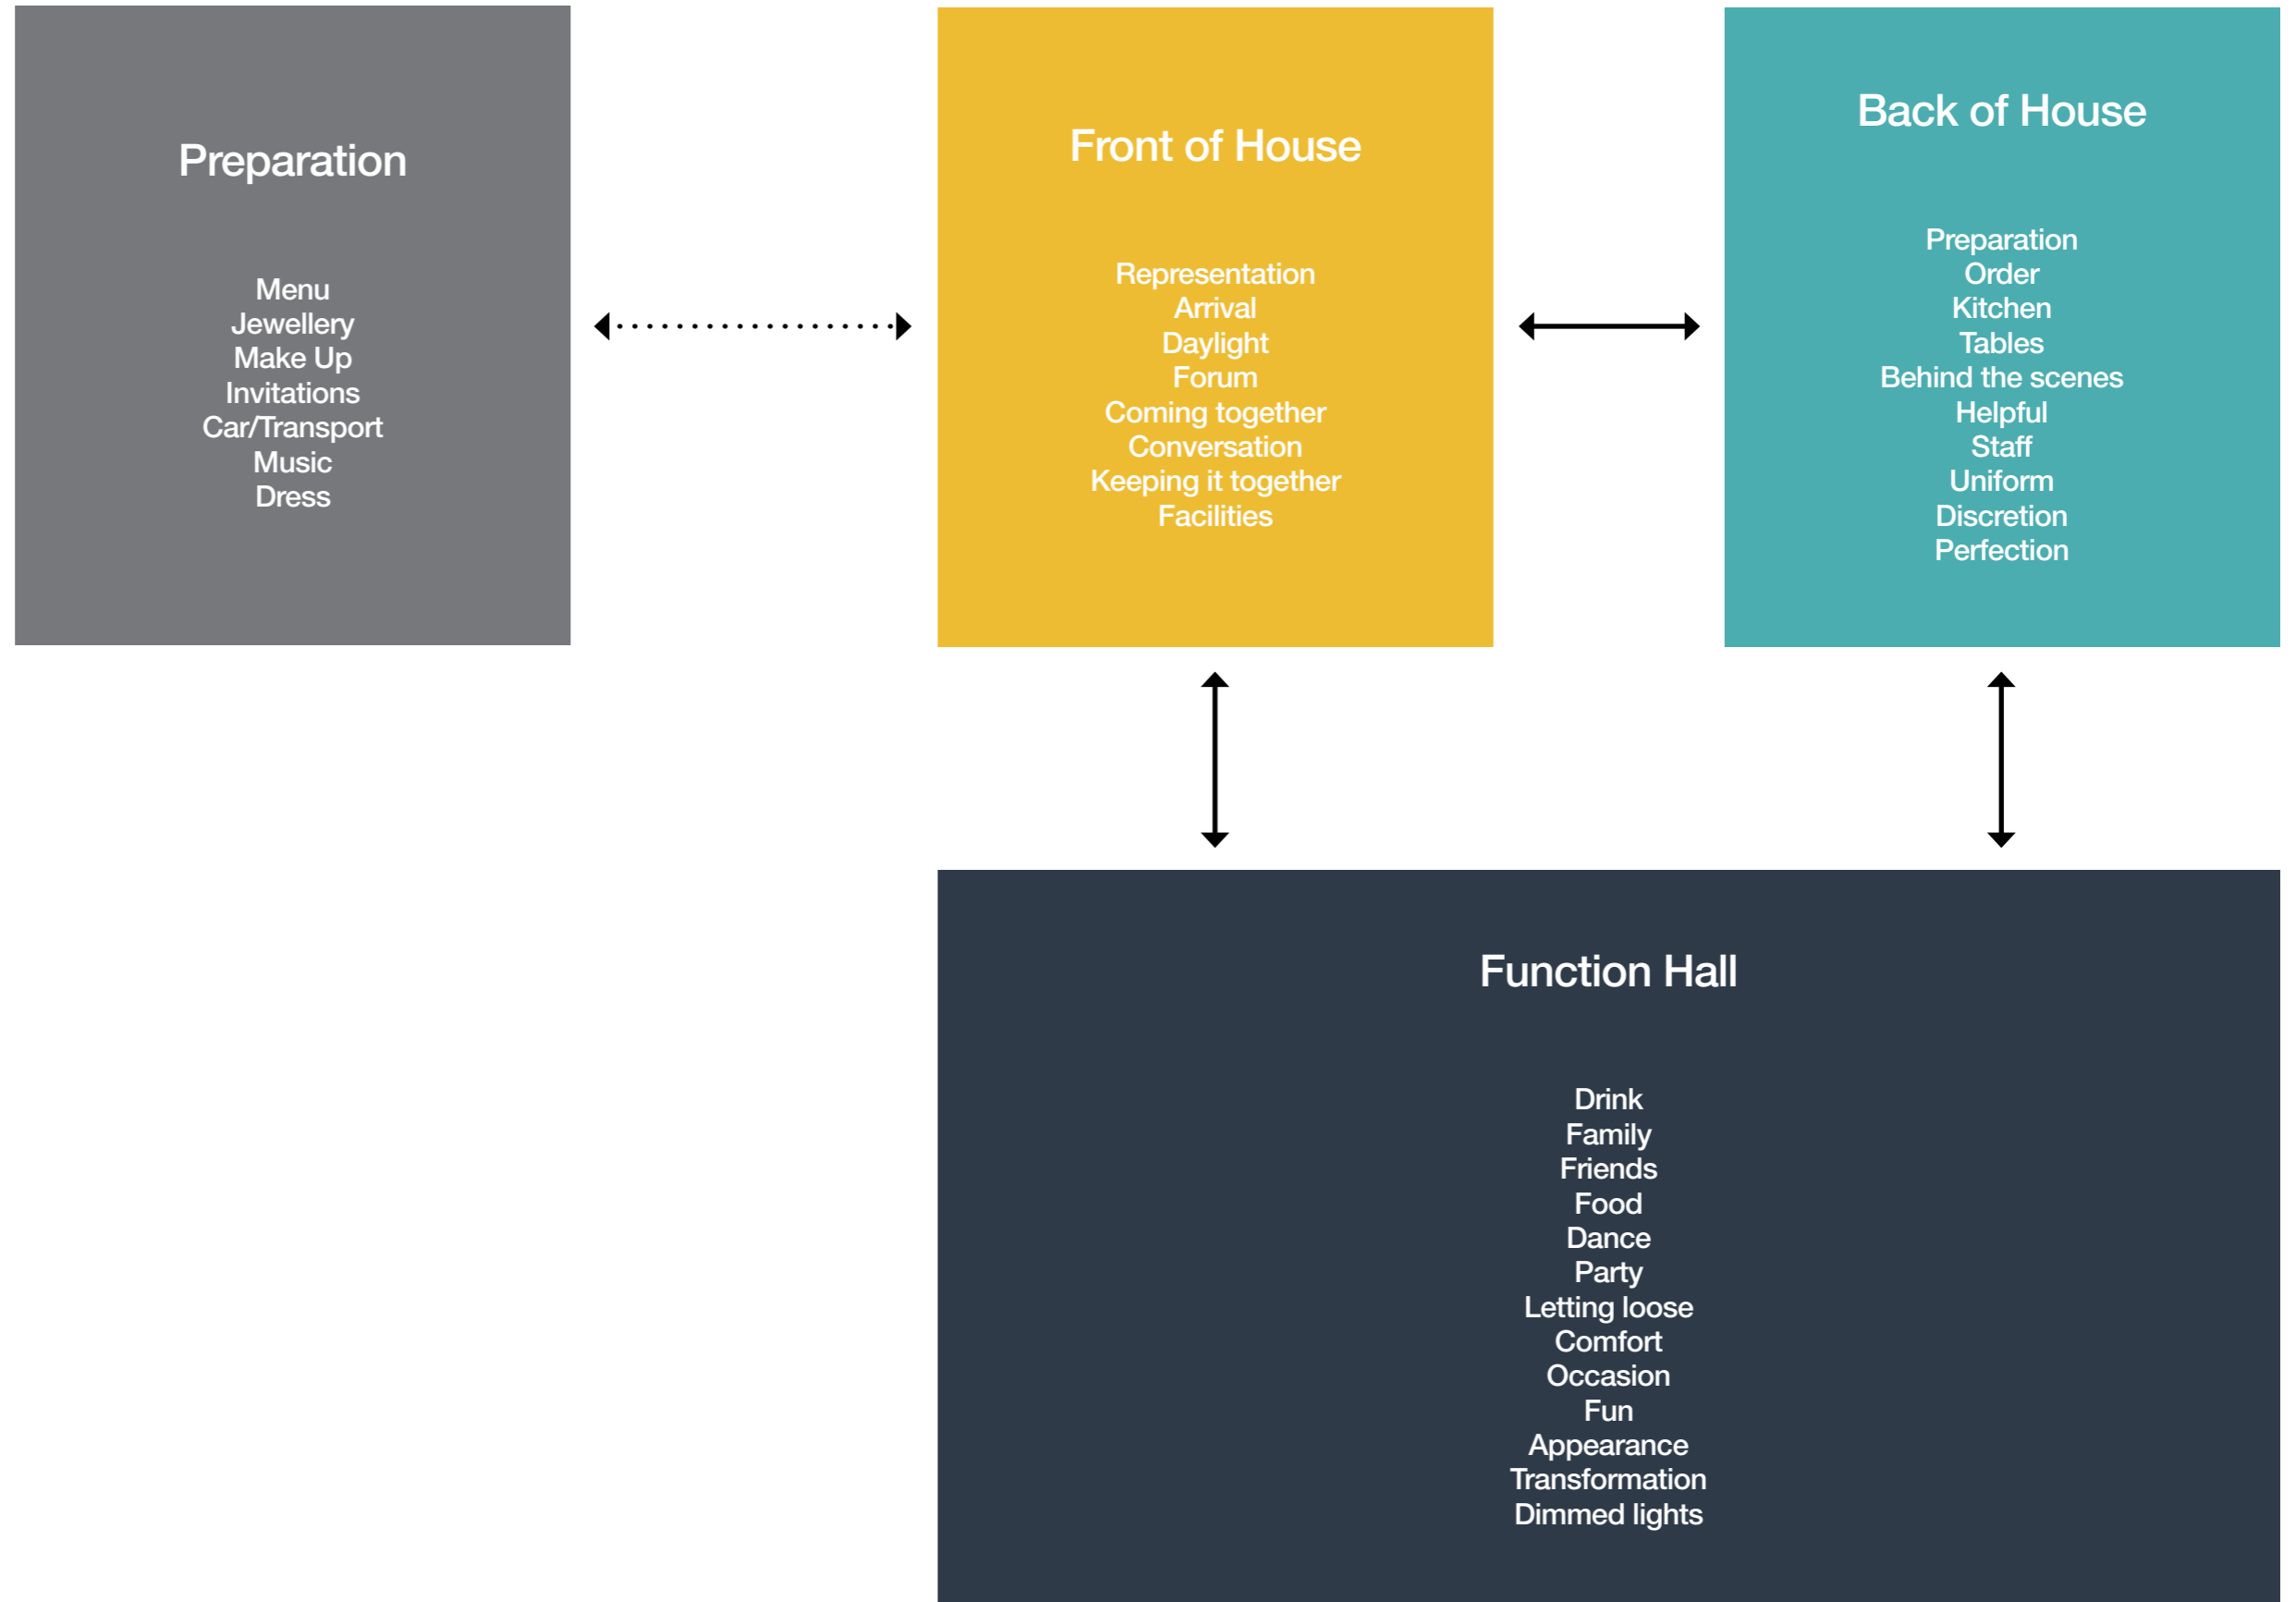 Preparation
Menu
Jewellery
Make Up
Invitations
Car/Transport
Music
Dress
Front of House
Representation
Arrival
Daylight
Forum
Coming together
Conversation
Keeping it together
Facilities
Back of House
Preparation
Order
Kitchen
Tables
Behind the scenes
Helpful
Staff
Uniform
Discretion
Perfection
Function Hall
Drink
Family
Friends
Food
Dance
Party
Letting loose
Comfort
Occasion
Fun
Appearance
Transformation
Dimmed lights